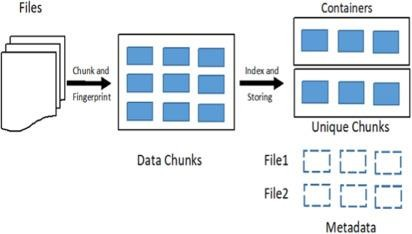 Files
Containers
Chunk and
Fingerprint
Index and
Storing
Unique Chunks
Data Chunks
File1
File2
Metadata